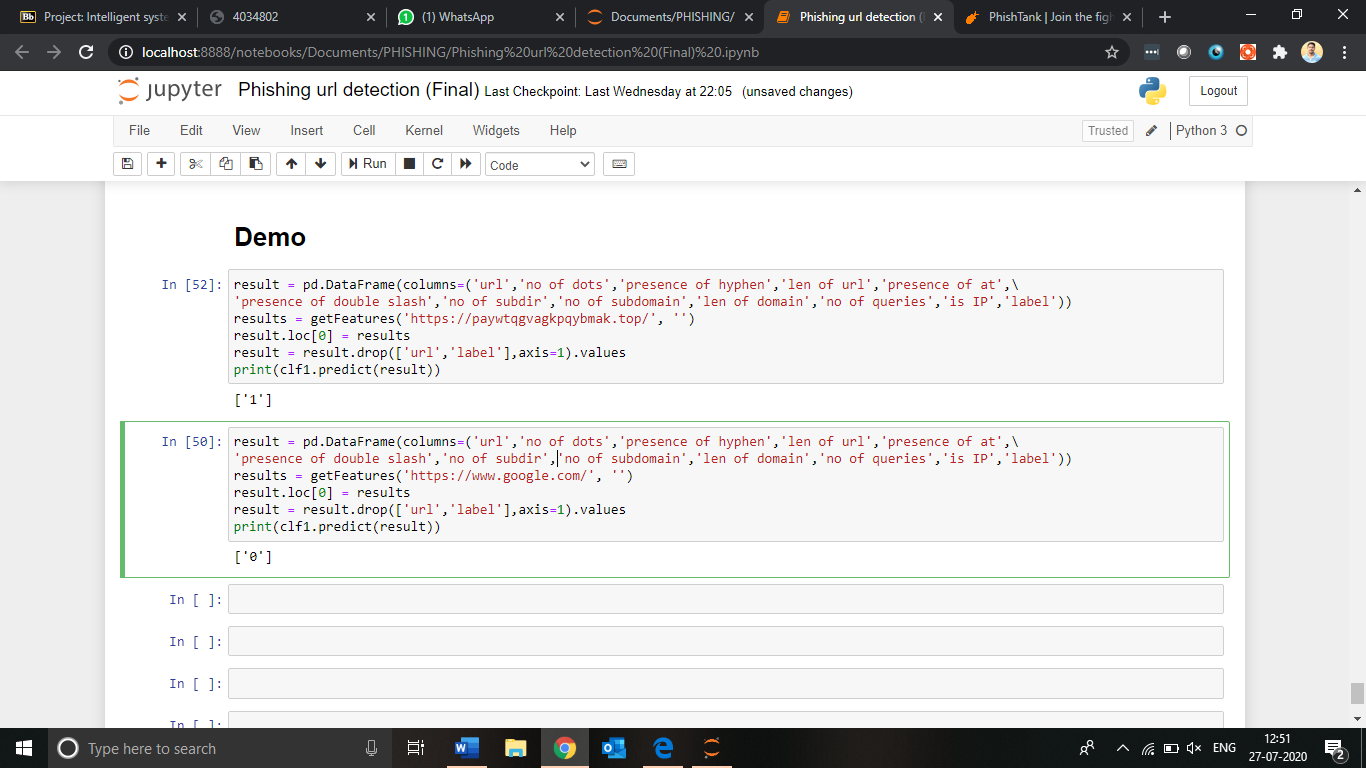 Bb Project: Intelligent syste
4034802
(1) WhatsApp
Documents/PHISHING/
Phishing url detection (
PhishTank | Join the figh
localhost:8888/notebooks/Documents/PHISHING/Phishing%20url%20detection%20(Final)%20.ipynb
jupyter Phishing url detection (Final) Last Checkpoint: Last Wednesday at 22:05 (unsaved changes)
Logout
File Edit View Insert Cell Kernel Widgets Help
Trusted
Python 3
Run
Code
Demo
In [52]:
result = pd.DataFrame(columns=('url','no of dots','presence of hyphen','len of url','presence of at',\
'presence of double slash','no of subdir','no of subdomain','len of domain','no of queries','is IP','label'))
results = getFeatures('https://paywtqgvagkpqybmak.top/', '')
result.loc[0] = results
result = result.drop(['url','label'],axis=1).values
print(clf1.predict(result))
['1']
In [50]:
result = pd.DataFrame(columns=('url','no of dots','presence of hyphen','len of url','presence of at',\
'presence of double slash','no of subdir','no of subdomain','len of domain','no of queries','is IP','label'))
results = getFeatures('https://www.google.com/', '')
result.loc[0] = results
result = result.drop(['url','label'],axis=1).values
print(clf1.predict(result))
['0']
In [ ]:
In [ ]:
In [ ]:
In [ ]:
Type here to search
ENG
12:51
27-07-2020
2